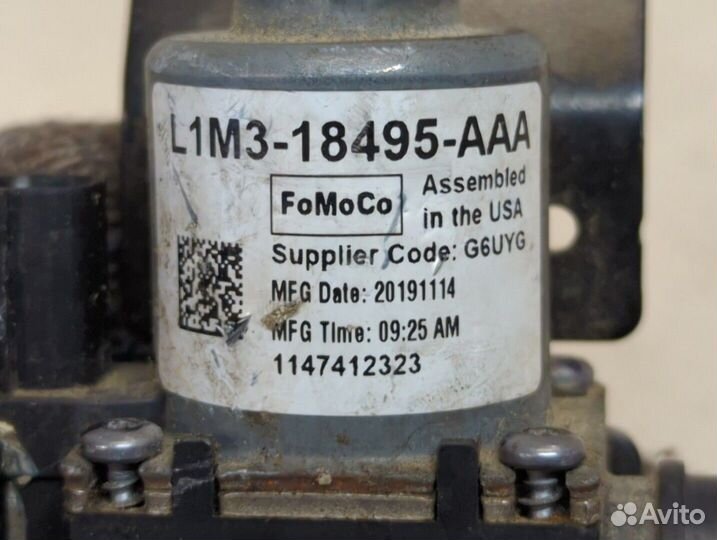 L1M3-18495-AAA
FoMoCo
Assembled
in the USA
Supplier Code: G6UYG
MFG Date: 20191114
MFG Time: 09:25 AM
1147412323
Avito